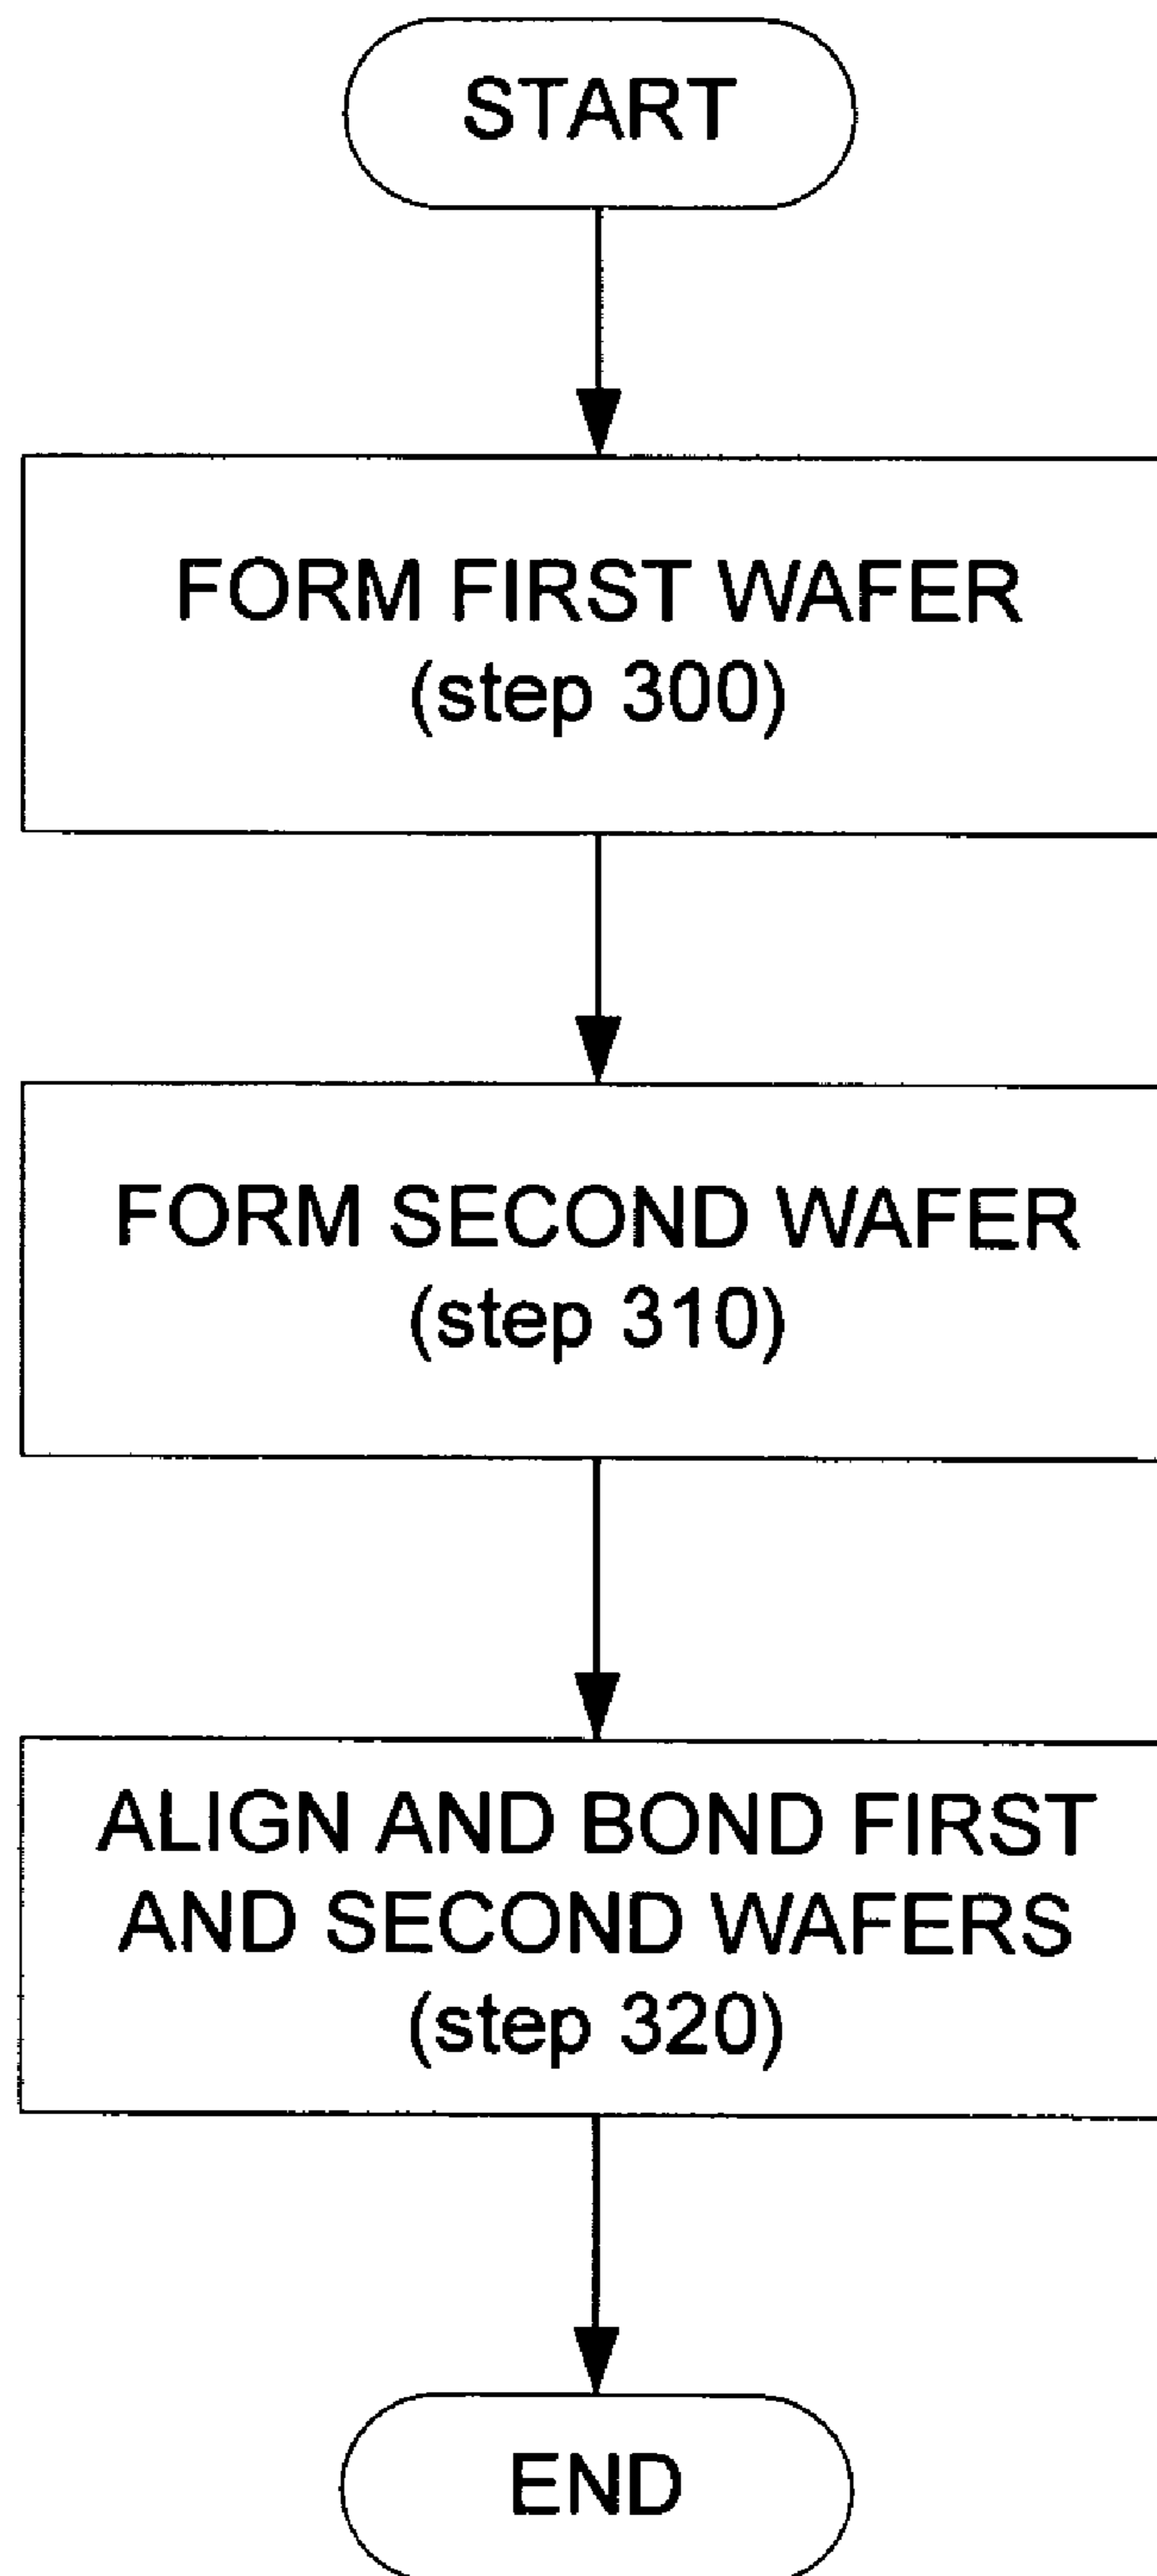 START
FORM FIRST WAFER
(step 300)
FORM SECOND WAFER
(step 310)
ALIGN AND BOND FIRST
AND SECOND WAFERS
(step 320)
END